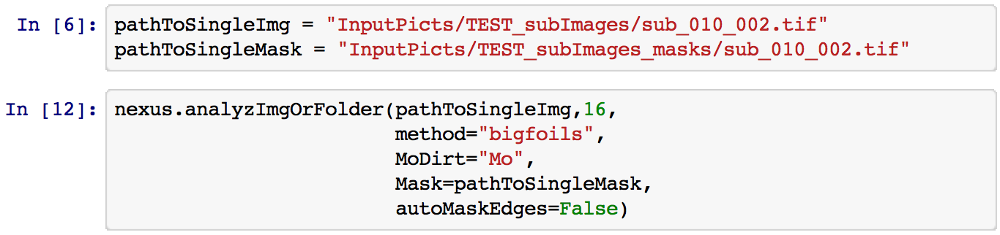 In [6]: pathToSingleImg = "InputPicts/TEST_subImages/sub_010_002.tif"
pathToSingleMask = "InputPicts/TEST_subImages_masks/sub_010_002.tif"
In [12]: nexus.analyzImgOrFolder(pathToSingleImg,16,
method="bigfoils",
MoDirt="Mo",
Mask=pathToSingleMask,
autoMaskEdges=False)